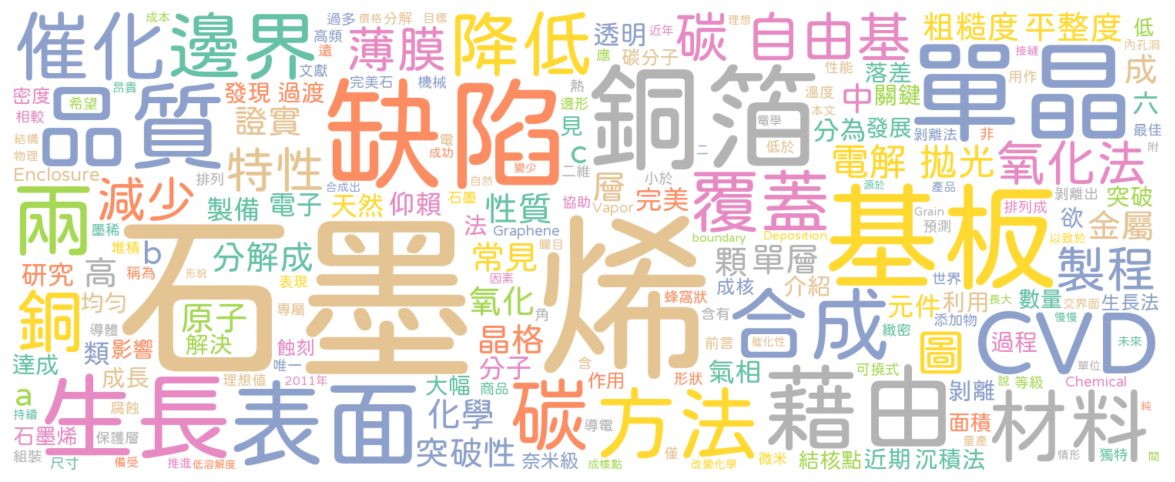 催化
邊界
薄膜
降低
碳
自由基
粗糙度
平整度
低
過多
價格
分解
目標
成本
高頻
遠
文獻
完美石
機械
透明
應
碳分子
近年
理想
性能
落差
用作
接縫
內孔洞
成
單晶
品質
密度
希望
昂貴
相較
發現
過渡
證實
缺陷
熱
邊形
見
c
二維
銅箔
電學
低於
溫度
本文
中
關鍵
分為
發展
剝離法
非
六
最佳
附
結構
物理
排列
Enclosure
特性
電
成功
變少
層
小於
完美
二
電解
拋光
氧化法
兩
減少
墨稀
堆積
稱為
b
製備
電子
合成出
天然
石墨
自然
仰賴
協助
性質
法
Graphene
矚目
Vapor
覆蓋
boundary
Deposition
源於
產品
Grain
預測
剝離出
排列成
以致於
突破
欲
金屬
基板
製程
研究
高
分解成
形貌
表現
石墨烯
常見
因素
顆
單層
成核
介紹
世界
元件
利用
長大
數量
交界面
生長法
緻密
添加物
慢慢
銅
均勻
導體
專屬
原子
解決
氧化
角
蜂窩狀
含有
前言
合成
催化性
圖
CVD
未來
單位
達成
類
影響
蝕刻
唯一
晶格
分子
含
氣相
可撓式
過程
說
等級
Chemical
成長
理想值
2011年
大幅
商品
作用
形狀
剝離
面積
量產
純
a
持續
腐蝕
生長
表面
化學
碳
導電
方法
藉由
材料
石墨烯
保護層
組裝
尺寸
備受
推進
低溶解度
突破性
奈米級
成核點
僅
改變化學
微米
結核點
近期
沉積法
情形
獨特
間